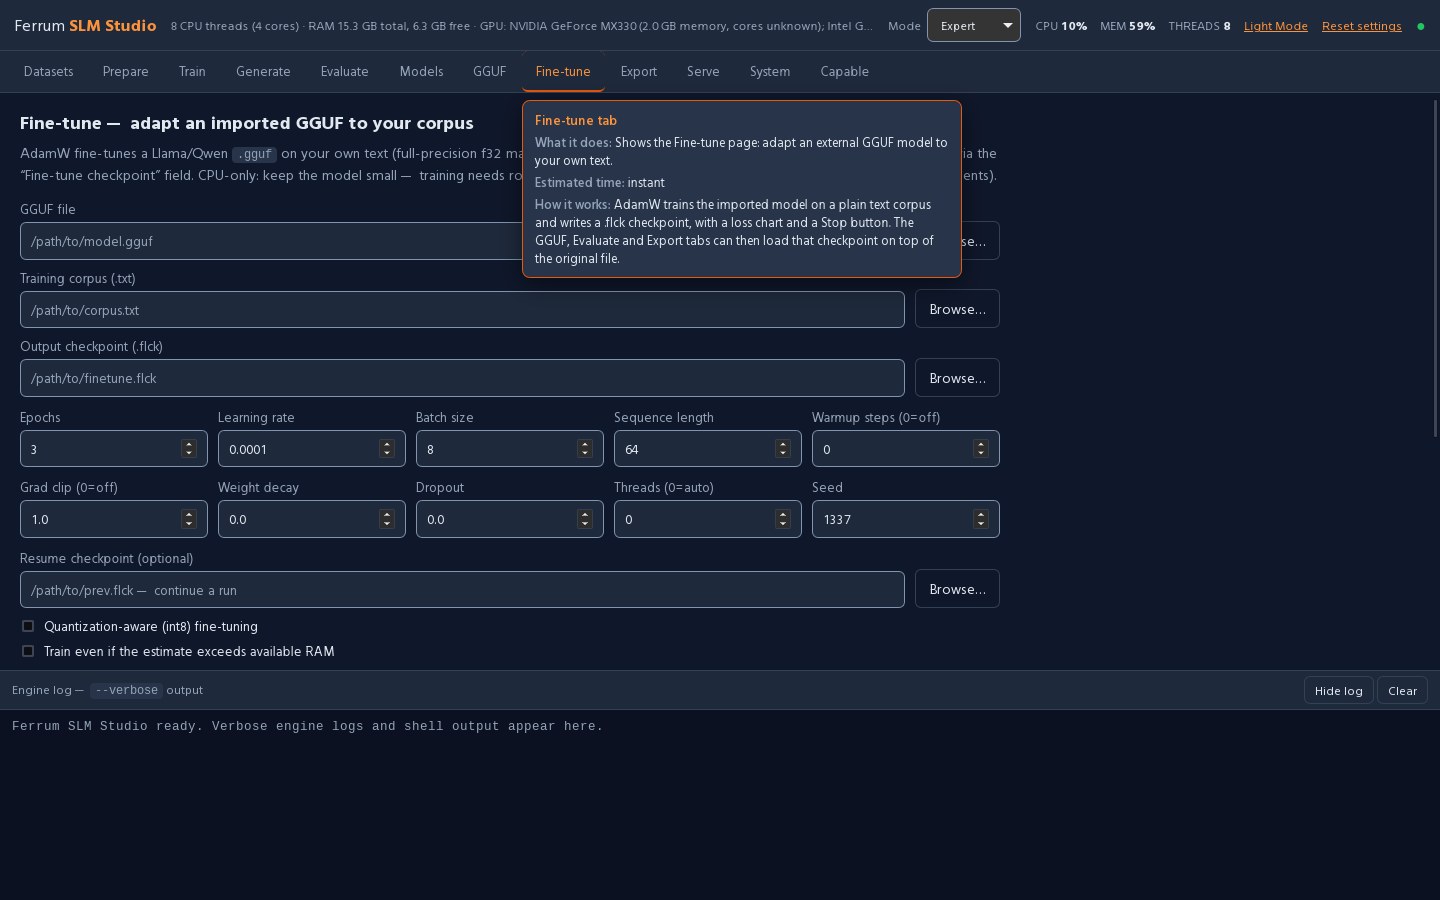 Ferrum SLM Studio
8 CPU threads (4 cores) · RAM 15.3 GB total, 6.3 GB free · GPU: NVIDIA GeForce MX330 (2.0 GB memory, cores unknown); Intel G...
Mode
Expert
CPU 10%
MEM 59%
THREADS 8
Light Mode
Reset settings
Datasets
Prepare
Train
Generate
Evaluate
Models
GGUF
Fine-tune
Export
Serve
System
Capable
Fine-tune — adapt an imported GGUF to your corpus
AdamW fine-tunes a Llama/Qwen .gguf on your own text (full-precision f32 ma
via the
“Fine-tune checkpoint” field. CPU-only: keep the model small — training needs ro
ents).
Fine-tune tab
What it does: Shows the Fine-tune page: adapt an external GGUF model to
your own text.
Estimated time: instant
How it works: AdamW trains the imported model on a plain text corpus
and writes a .flck checkpoint, with a loss chart and a Stop button. The
GGUF, Evaluate and Export tabs can then load that checkpoint on top of
the original file.
GGUF file
/path/to/model.gguf
se...
Training corpus (.txt)
/path/to/corpus.txt
Browse...
Output checkpoint (.flck)
/path/to/finetune.flck
Browse...
Epochs
Learning rate
Batch size
Sequence length
Warmup steps (0=off)
3
0.0001
8
64
0
Grad clip (0=off)
Weight decay
Dropout
Threads (0=auto)
Seed
1.0
0.0
0.0
0
1337
Resume checkpoint (optional)
/path/to/prev.flck — continue a run
Browse...
Quantization-aware (int8) fine-tuning
Train even if the estimate exceeds available RAM
Engine log — --verbose output
Hide log
Clear
Ferrum SLM Studio ready. Verbose engine logs and shell output appear here.